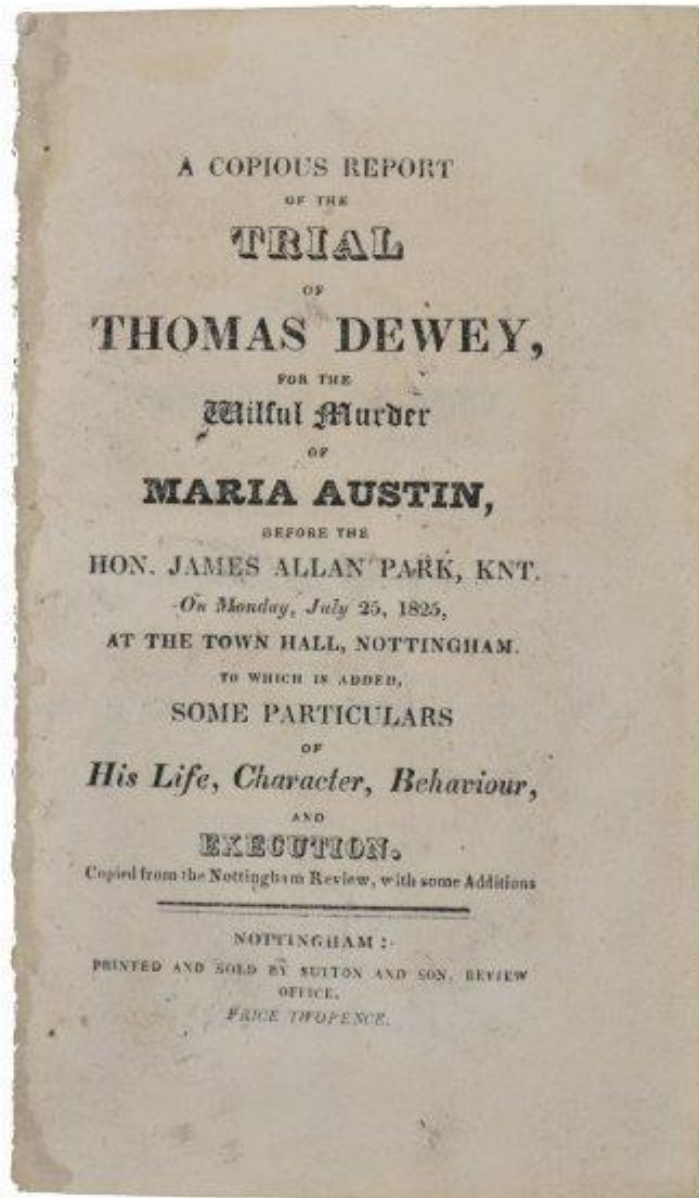 A COPIOUS REPORT
OF THE
TRIAL
OF
THOMAS DEWEY,
FOR THE
Wilful Murder
OF
MARIA AUSTIN,
BEFORE THE
HON. JAMES ALLAN PARK, KNT.
On Monday, July 25, 1825,
AT THE TOWN HALL, NOTTINGHAM.
TO WHICH IS ADDED,
SOME PARTICULARS
OF
His Life, Character, Behaviour,
AND
EXECUTION.
Copied from the Nottingham Review, with some Additions
NOTTINGHAM:
PRINTED AND SOLD BY SUTTON AND SON, REVIEW
OFFICE.
PRICE TWOPENCE.